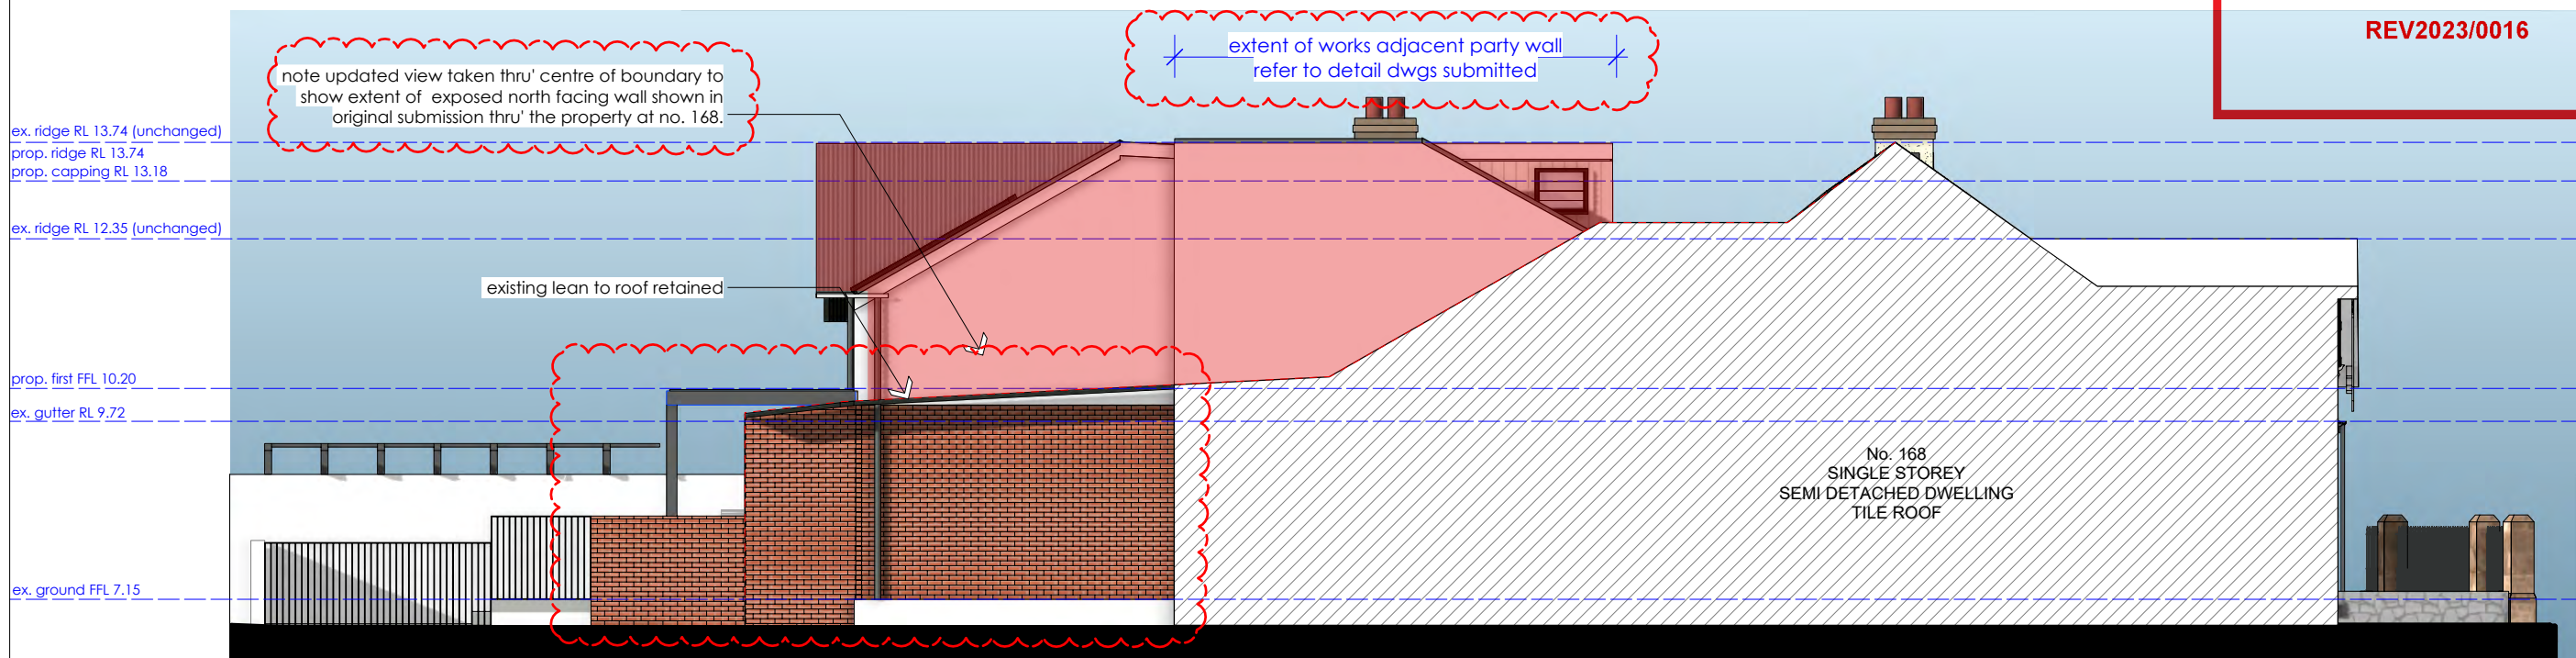 REV2023/0016
extent of works adjacent party wall
refer to detail dwgs submitted
note updated view taken thru' centre of boundary to
show extent of exposed north facing wall shown in
original submission thru' the property at no. 168.
ex. ridge RL 13.74 (unchanged)
prop. ridge RL 13.74
prop. capping RL 13.18
ex. ridge RL 12.35 (unchanged)
existing lean to roof retained
prop. first FFL 10.20
ex. gutter RL 9.72
No. 168
SINGLE STOREY
SEMI DETACHED DWELLING
TILE ROOF
ex. ground FFL 7.15